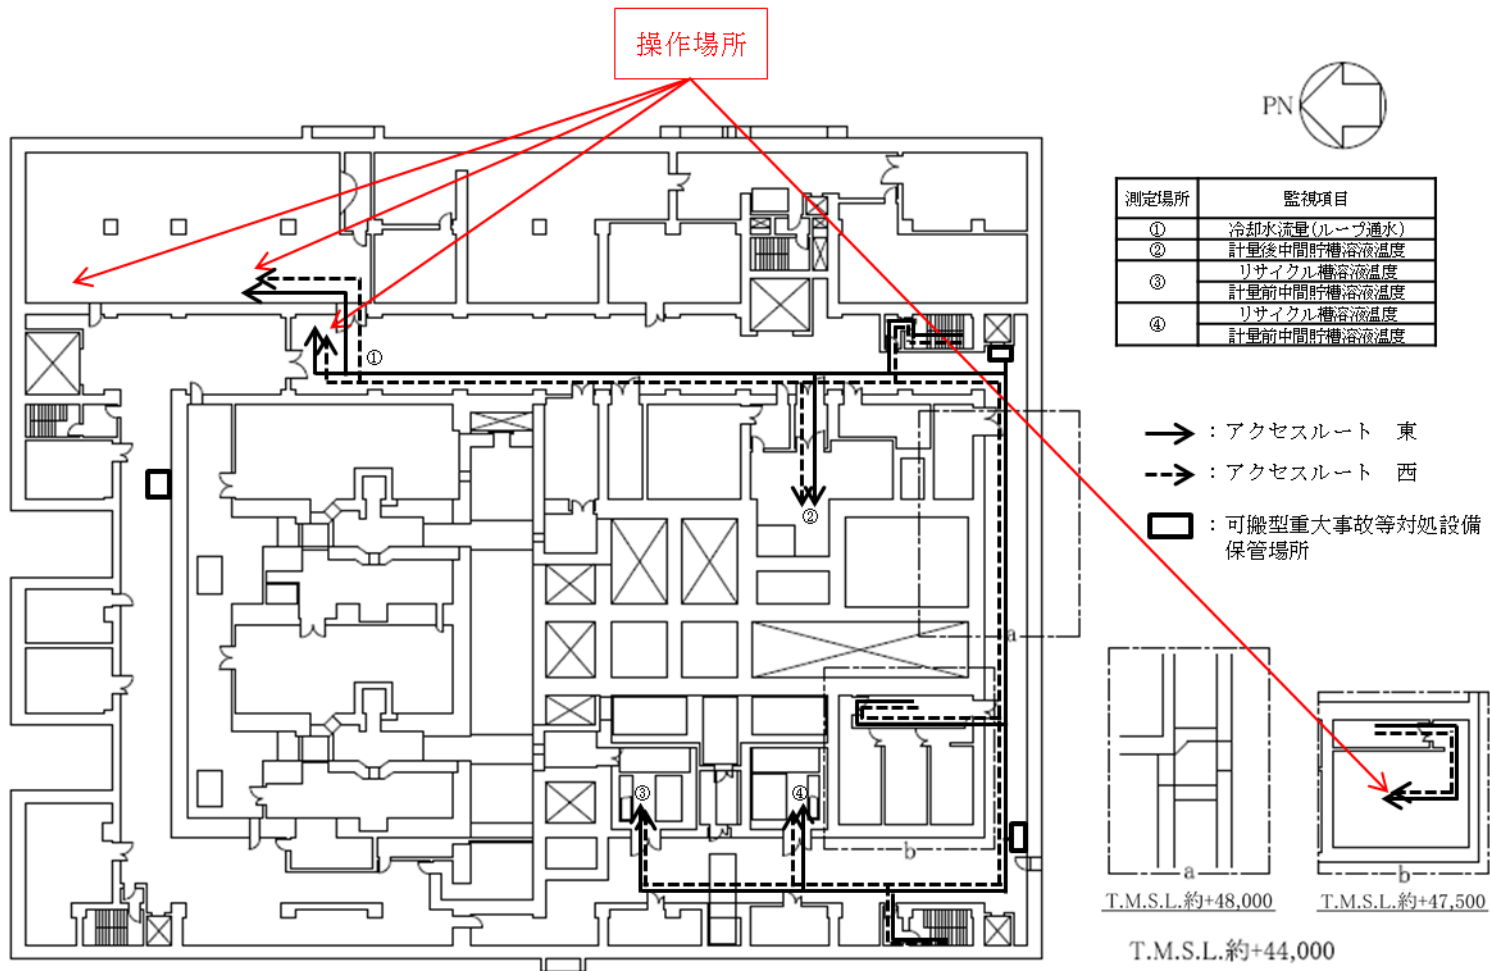 操作場所
PN
測定場所 監視項目
① 冷却水流量(ループ通水)
② 計量後中間貯槽溶液温度
③ リサイクル槽溶液温度
計量前中間貯槽溶液温度
④ リサイクル槽溶液温度
計量前中間貯槽溶液温度
①
：アクセスルート 東
：アクセスルート 西
②
：可搬型重大事故等対処設備
保管場所
a
③
④
b
a
b
T.M.S.L.約+48,000
T.M.S.L.約+47,500
T.M.S.L.約+44,000